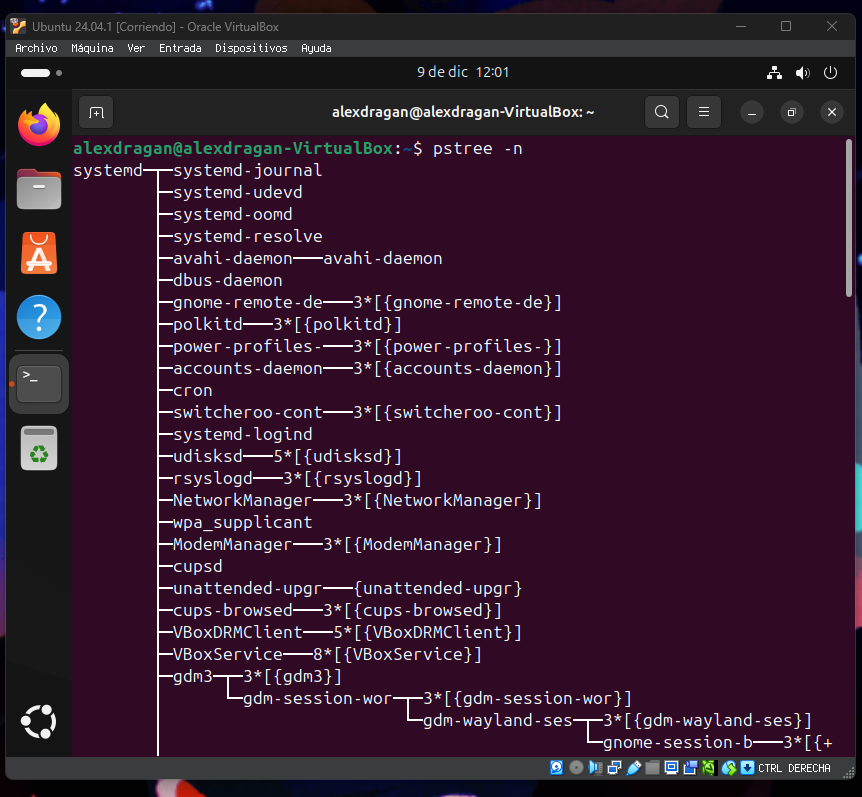 Ubuntu 24.04.1 [Corriendo] - Oracle VirtualBox
Archivo Máquina Ver Entrada Dispositivos Ayuda
9 de dic 12:01
alexdragan@alexdragan-VirtualBox: ~
alexdragan@alexdragan-VirtualBox:~$ pstree -n
systemd─┬─systemd-journal
├─systemd-udevd
├─systemd-oomd
├─systemd-resolve
├─avahi-daemon───avahi-daemon
├─dbus-daemon
├─gnome-remote-de───3*[{gnome-remote-de}]
├─polkitd───3*[{polkitd}]
├─power-profiles-───3*[{power-profiles-}]
├─accounts-daemon───3*[{accounts-daemon}]
├─cron
├─switcheroo-cont───3*[{switcheroo-cont}]
├─systemd-logind
├─udisksd───5*[{udisksd}]
├─rsyslogd───3*[{rsyslogd}]
├─NetworkManager───3*[{NetworkManager}]
├─wpa_supplicant
├─ModemManager───3*[{ModemManager}]
├─cupsd
├─unattended-upgr───{unattended-upgr}
├─cups-browsed───3*[{cups-browsed}]
├─VBoxDRMClient───5*[{VBoxDRMClient}]
├─VBoxService───8*[{VBoxService}]
├─gdm3─┬─3*[{gdm3}]
└─gdm-session-wor─┬─3*[{gdm-session-wor}]
└─gdm-wayland-ses─┬─3*[{gdm-wayland-ses}]
└─gnome-session-b───3*[{+
CTRL DERECHA